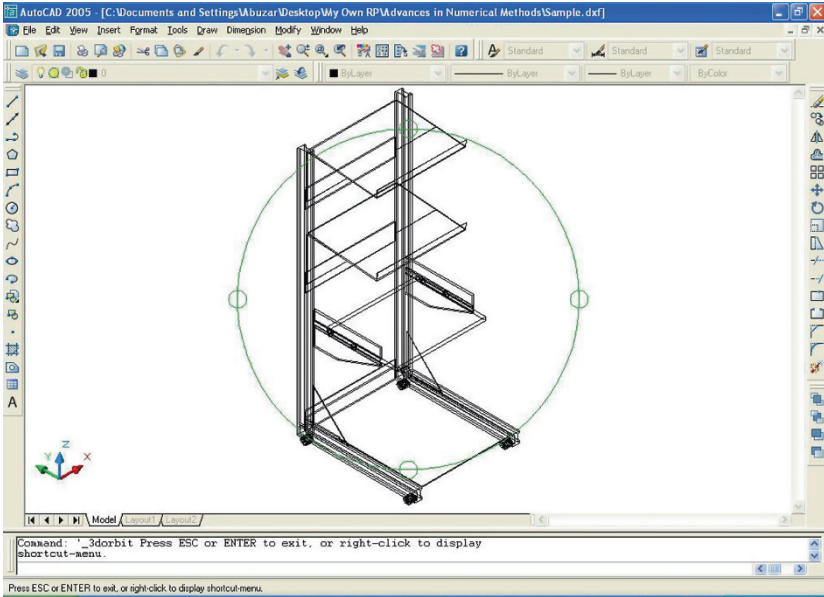 AutoCAD 2005 - [C:\Documents and Settings\Abuzar\Desktop\My Own RP\Advances in Numerical Methods\Sample.dxf]
File Edit View Insert Format Tools Draw Dimension Modify Window Help
Standard Standard Standard
0 ByLayer ByLayer ByLayer ByColor
A
Z
Y X
Model Layout1 Layout2
Command: '_3dorbit Press ESC or ENTER to exit, or right-click to display
shortcut-menu.
Press ESC or ENTER to exit, or right-click to display shortcut-menu.